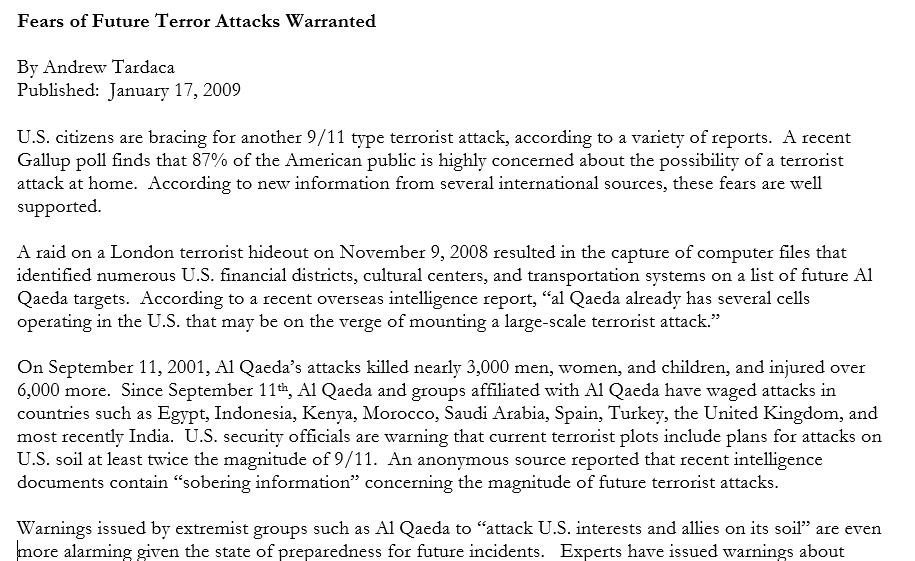 Fears of Future Terror Attacks Warranted
By Andrew Tardaca
Published:  January 17, 2009
U.S. citizens are bracing for another 9/11 type terrorist attack, according to a variety of reports.  A recent
Gallup poll finds that 87% of the American public is highly concerned about the possibility of a terrorist
attack at home.  According to new information from several international sources, these fears are well
supported.
A raid on a London terrorist hideout on November 9, 2008 resulted in the capture of computer files that
identified numerous U.S. financial districts, cultural centers, and transportation systems on a list of future Al
Qaeda targets.  According to a recent overseas intelligence report, “al Qaeda already has several cells
operating in the U.S. that may be on the verge of mounting a large-scale terrorist attack.”
On September 11, 2001, Al Qaeda’s attacks killed nearly 3,000 men, women, and children, and injured over
6,000 more.  Since September 11th, Al Qaeda and groups affiliated with Al Qaeda have waged attacks in
countries such as Egypt, Indonesia, Kenya, Morocco, Saudi Arabia, Spain, Turkey, the United Kingdom, and
most recently India.  U.S. security officials are warning that current terrorist plots include plans for attacks on
U.S. soil at least twice the magnitude of 9/11.  An anonymous source reported that recent intelligence
documents contain “sobering information” concerning the magnitude of future terrorist attacks.
Warnings issued by extremist groups such as Al Qaeda to “attack U.S. interests and allies on its soil” are even
more alarming given the state of preparedness for future incidents.   Experts have issued warnings about